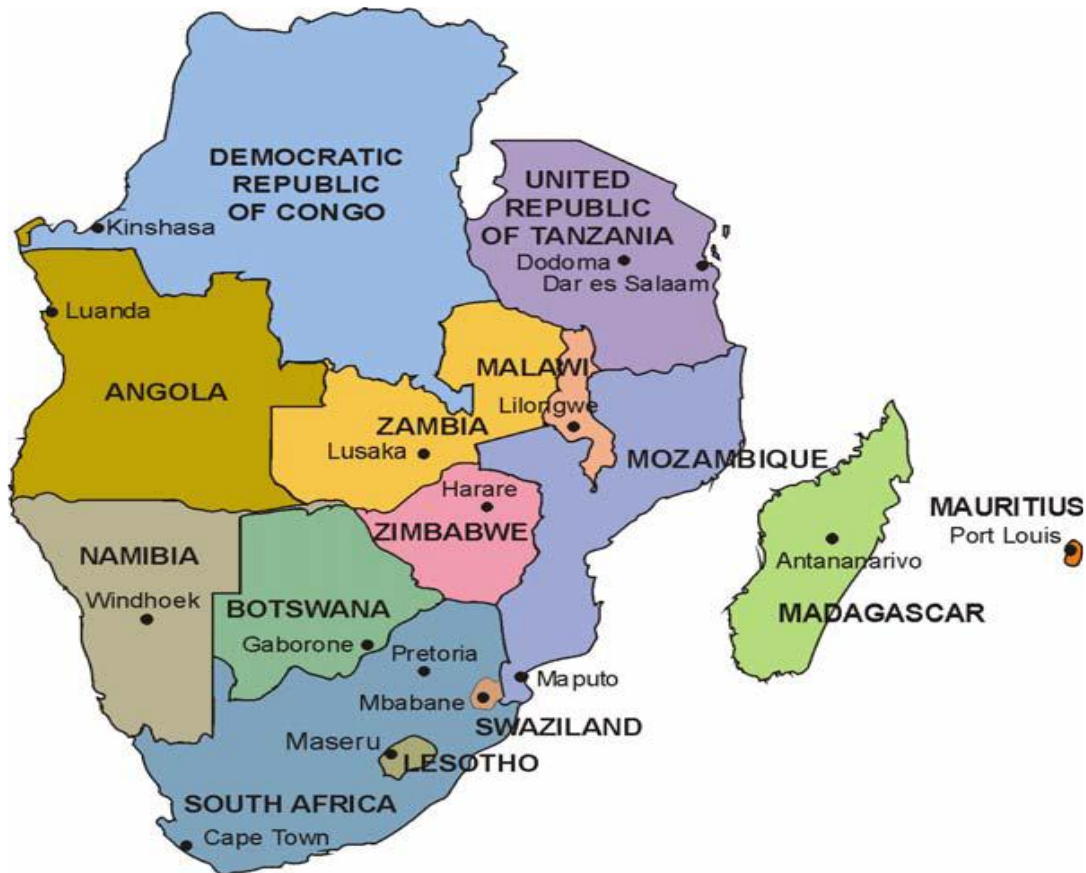 DEMOCRATIC
REPUBLIC
OF CONGO
Kinshasa
UNITED
REPUBLIC
OF TANZANIA
Dodoma
Dar es Salaam
Luanda
ANGOLA
MALAWI
Lilongwe
ZAMBIA
Lusaka
MOZAMBIQUE
Harare
ZIMBABWE
MAURITIUS
Port Louis
NAMIBIA
Windhoek
Antananarivo
MADAGASCAR
BOTSWANA
Gaborone
Pretoria
Maputo
Mbabane
SWAZILAND
Maseru
LESOTHO
SOUTH AFRICA
Cape Town